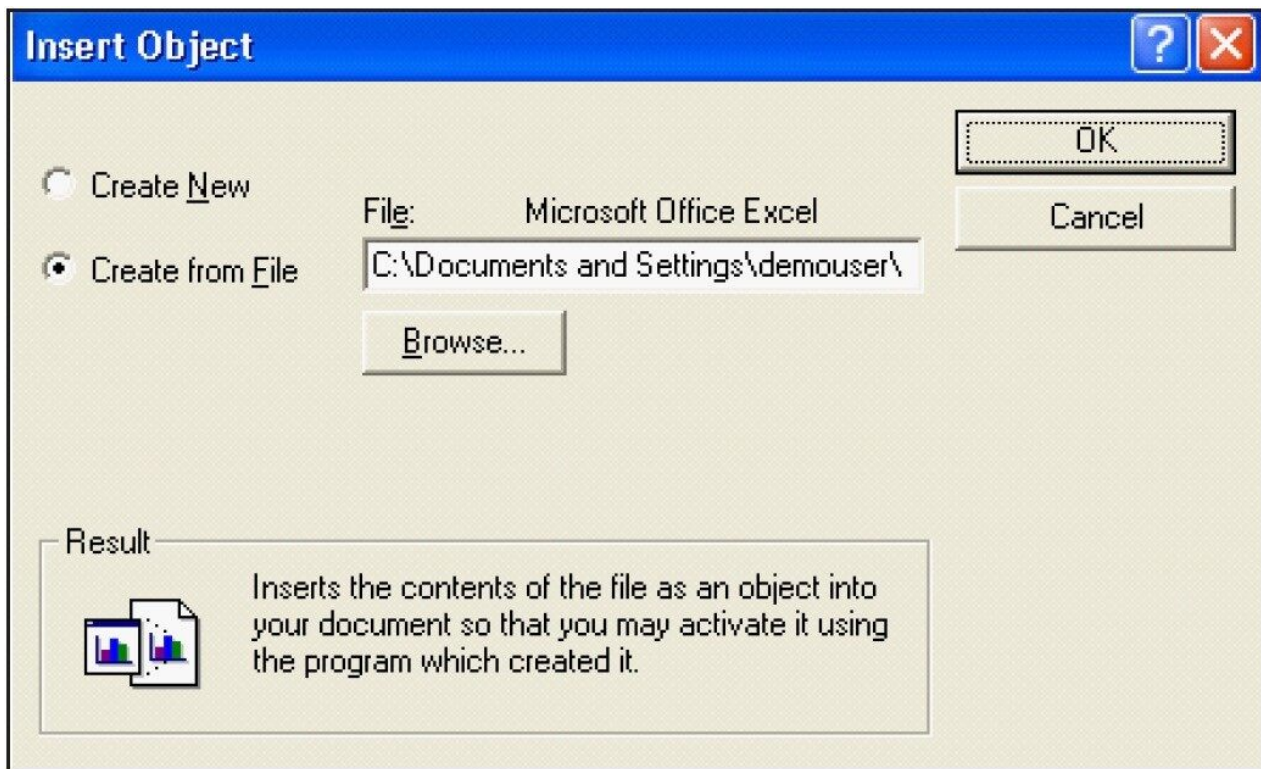 Insert Object
OK
Create New
File: Microsoft Office Excel
Cancel
Create from File
C:\Documents and Settings\demouser\
Browse...
Result
Inserts the contents of the file as an object into
your document so that you may activate it using
the program which created it.